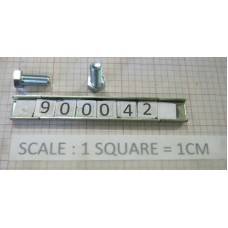 900042
SCALE : 1 SQUARE = 1CM